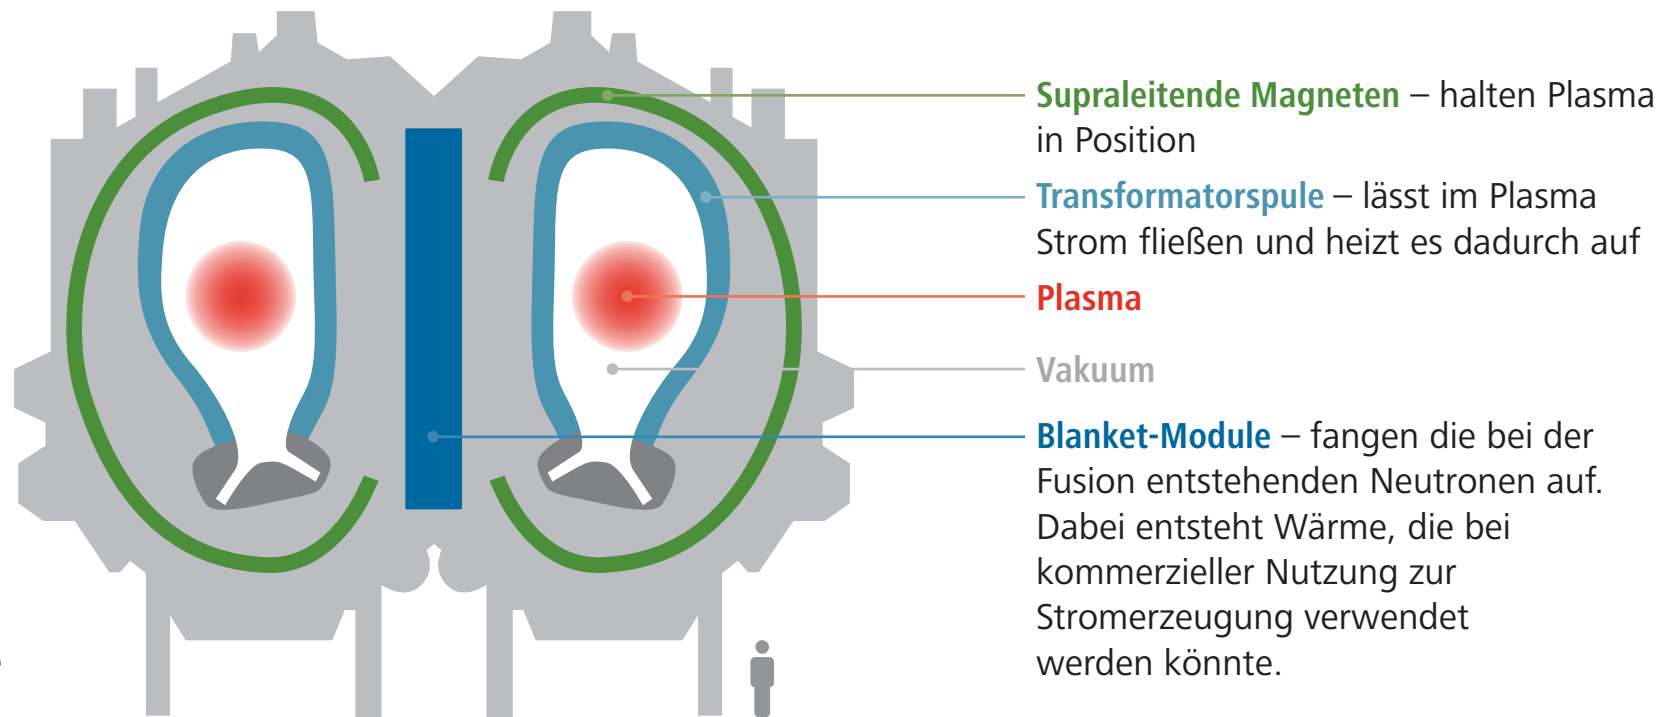 Supraleitende Magneten – halten Plasma
in Position
Transformatorspule – lässt im Plasma
Strom fließen und heizt es dadurch auf
Plasma
Vakuum
Blanket-Module – fangen die bei der
Fusion entstehenden Neutronen auf.
Dabei entsteht Wärme, die bei
kommerzieller Nutzung zur
Stromerzeugung verwendet
werden könnte.